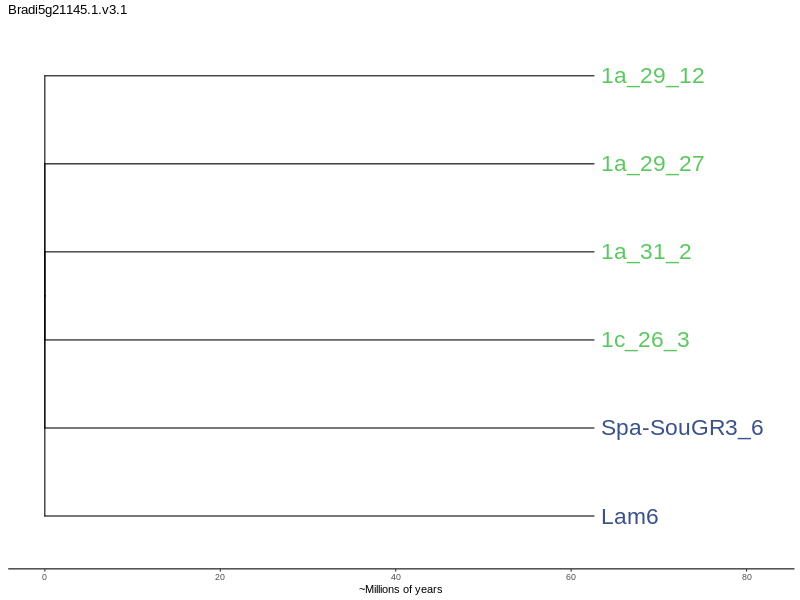 Bradi5g21145.1.v3.1
1a_29_12
1a_29_27
1a_31_2
1c_26_3
Spa-SouGR3_6
Lam6
0 20 40 60 80
~Millions of years